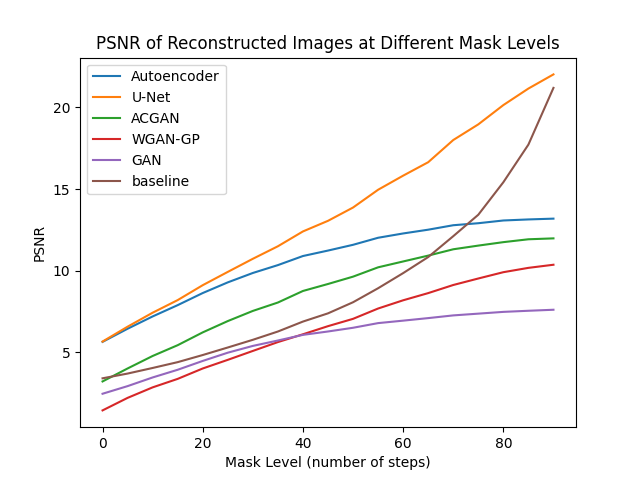 PSNR of Reconstructed Images at Different Mask Levels
Autoencoder
U-Net
ACGAN
WGAN-GP
GAN
baseline
PSNR
20
15
10
5
0
20
40
60
80
Mask Level (number of steps)